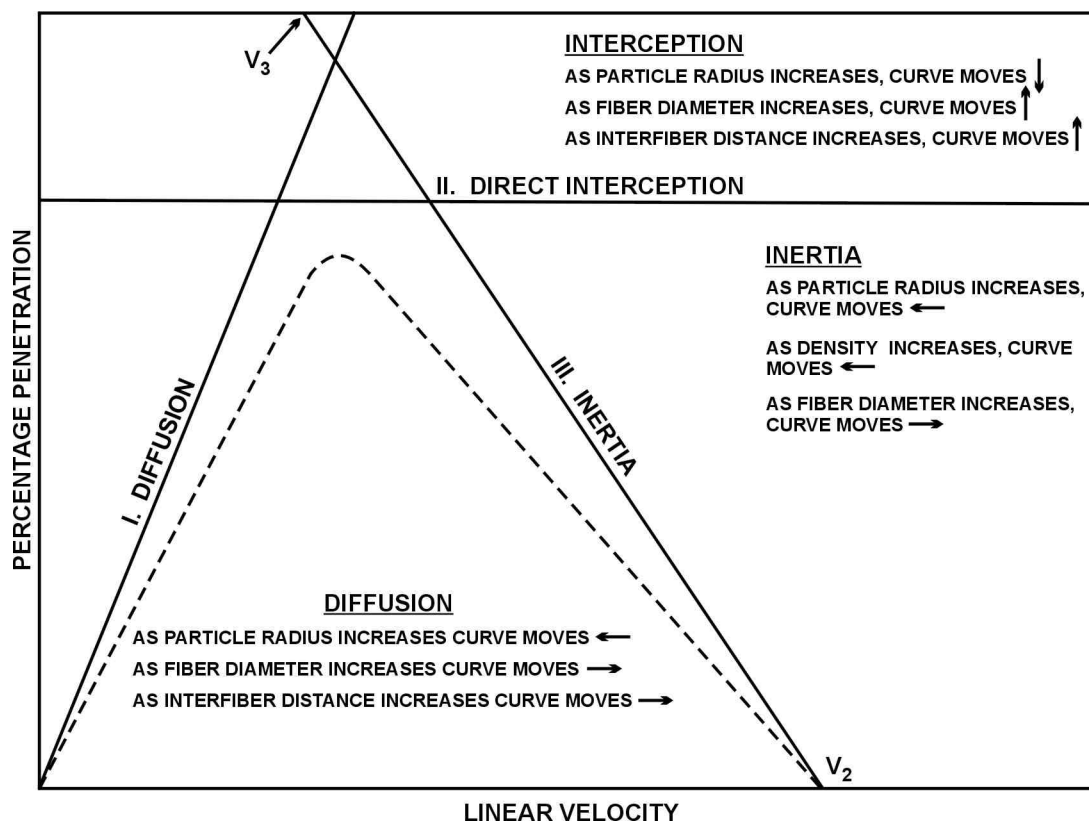 V3
INTERCEPTION
AS PARTICLE RADIUS INCREASES, CURVE MOVES ↓
AS FIBER DIAMETER INCREASES, CURVE MOVES ↑
AS INTERFIBER DISTANCE INCREASES, CURVE MOVES ↑
II. DIRECT INTERCEPTION
INERTIA
AS PARTICLE RADIUS INCREASES,
CURVE MOVES ←
AS DENSITY INCREASES, CURVE
MOVES ←
AS FIBER DIAMETER INCREASES,
CURVE MOVES →
PERCENTAGE PENETRATION
I. DIFFUSION
III. INERTIA
DIFFUSION
AS PARTICLE RADIUS INCREASES CURVE MOVES ←
AS FIBER DIAMETER INCREASES CURVE MOVES →
AS INTERFIBER DISTANCE INCREASES CURVE MOVES →
V2
LINEAR VELOCITY